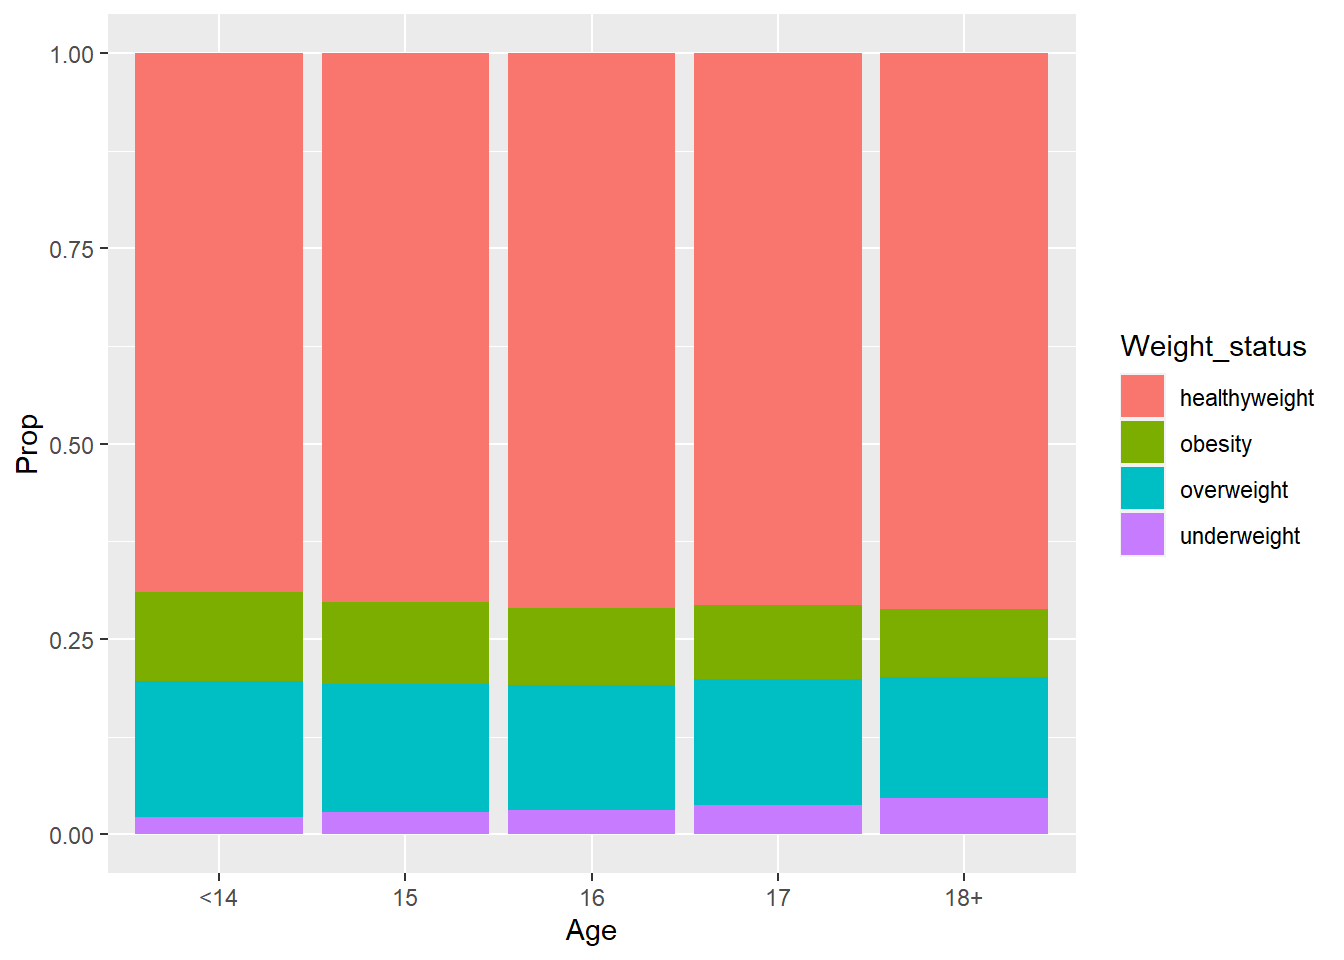 1.00
0.75
0.50
0.25
0.00
Prop
<14 15 16 17 18+
Age
Weight_status
healthyweight
obesity
overweight
underweight